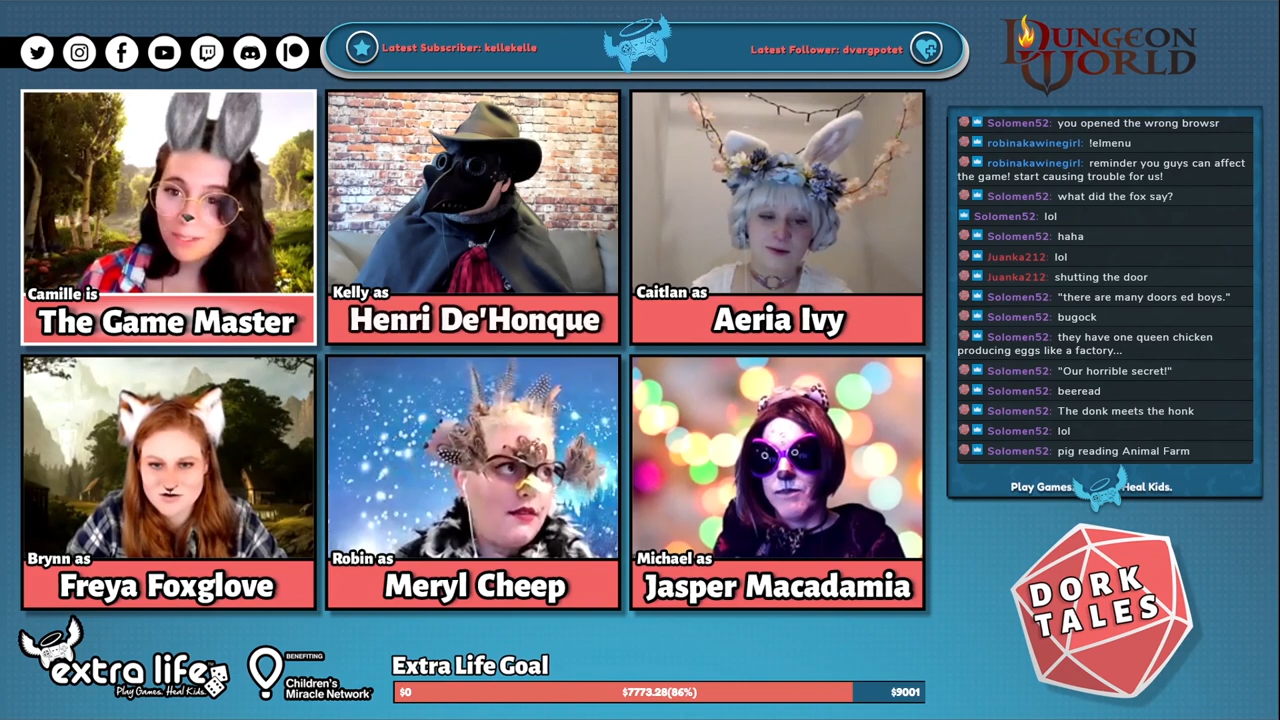 Latest Subscriber: kellekelle
Latest Follower: dvergpotet
DUNGEON
WORLD
Camille is
The Game Master
Kelly as
Henri De'Honque
Caitlan as
Aeria Ivy
Brynn as
Freya Foxglove
Robin as
Meryl Cheep
Michael as
Jasper Macadamia
Solomen52: you opened the wrong browsr
robinakawinegirl: !elmenu
robinakawinegirl: reminder you guys can affect
the game! start causing trouble for us!
Solomen52: what did the fox say?
Solomen52: lol
Solomen52: haha
Juanka212: lol
Juanka212: shutting the door
Solomen52: "there are many doors ed boys."
Solomen52: bugock
Solomen52: they have one queen chicken
producing eggs like a factory...
Solomen52: "Our horrible secret!"
Solomen52: beeread
Solomen52: The donk meets the honk
Solomen52: lol
Solomen52: pig reading Animal Farm
Play Games. Heal Kids.
DORK
TALES
extra life
Play Games. Heal Kids.
BENEFITING
Children's
Miracle Network
Extra Life Goal
$0
$7773.28(86%)
$9001